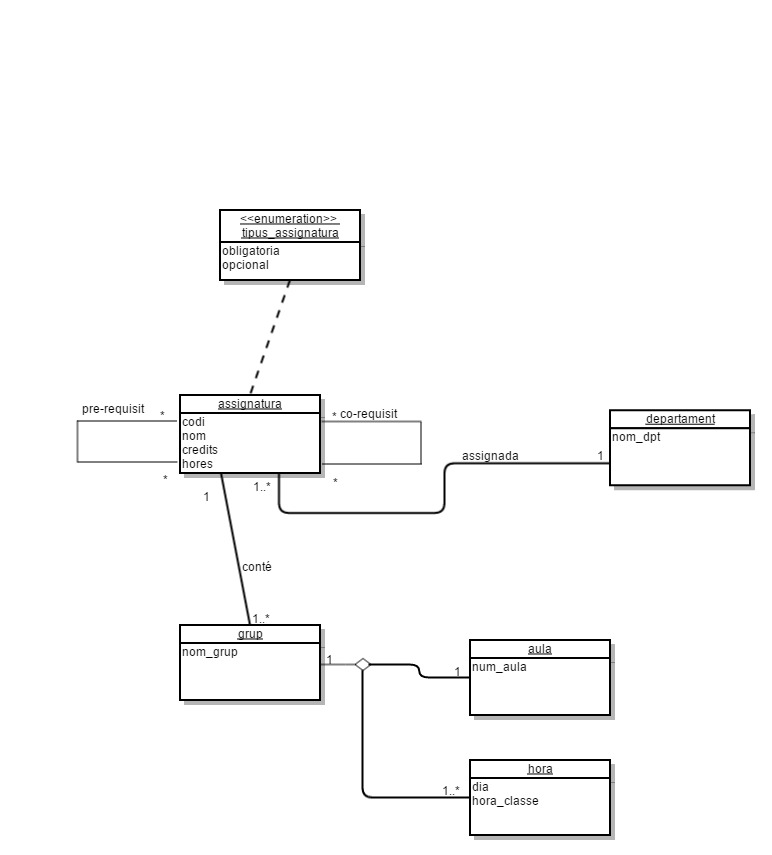 <<enumeration>>
tipus_assignatura
obligatoria
opcional
pre-requisit
*
*
assignatura
codi
nom
credits
hores
* co-requisit
*
departament
nom_dpt
assignada
1
1..*
1
conté
1..*
grup
nom_grup
1
aula
num_aula
1
hora
dia
hora_classe
1..*